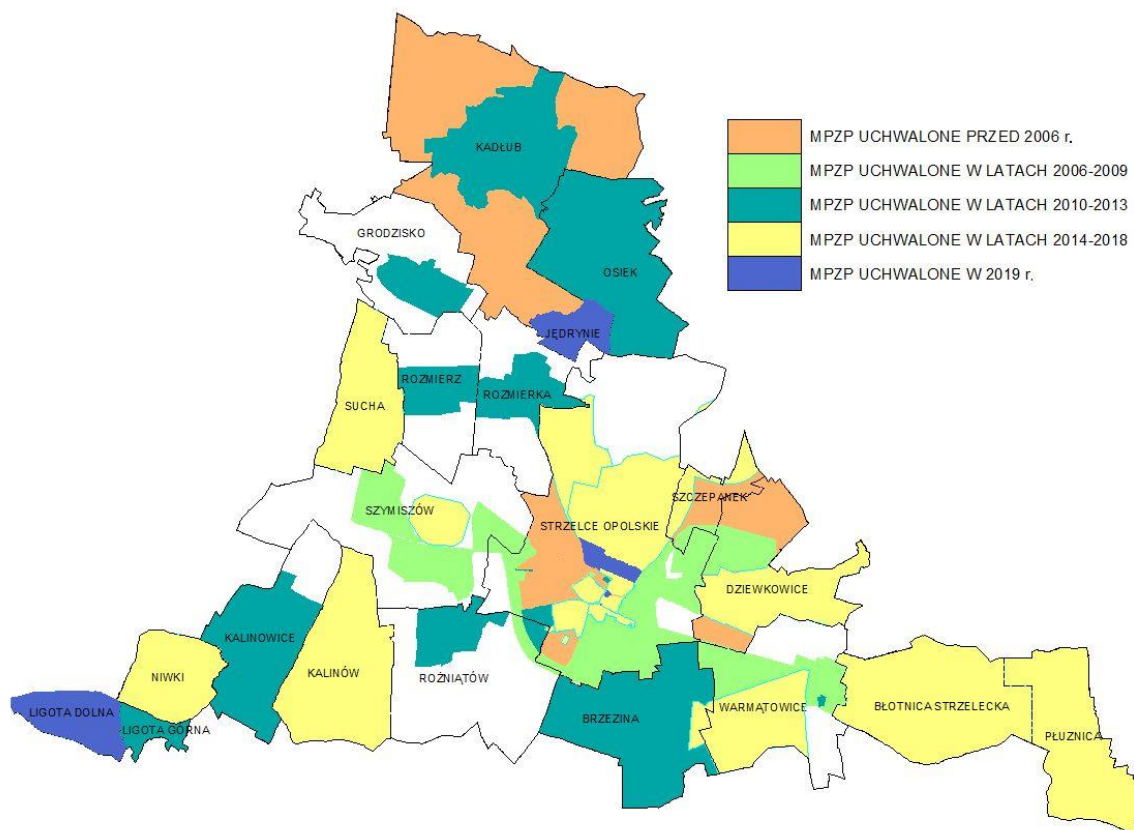 MPZP UCHWALONE PRZED 2006 r.
MPZP UCHWALONE W LATACH 2006-2009
KADŁUB
MPZP UCHWALONE W LATACH 2010-2013
GRODZISKO
MPZP UCHWALONE W LATACH 2014-2018
OSIEK
MPZP UCHWALONE W 2019 r.
JĘDRYNIE
ROZMIERZ
ROZMIERKA
SUCHA
SZCZEPANEK
SZYMISZÓW
STRZELCE OPOLSKIE
DZIEWKOWICE
KALINOWICE
NIWKI
KALINÓW
ROŻNIĄTÓW
BŁOTNICA STRZELECKA
WARMĄTOWICE
LIGOTA DOLNA
BRZEZINA
LIGOTA GÓRNA
PŁUŻNICA